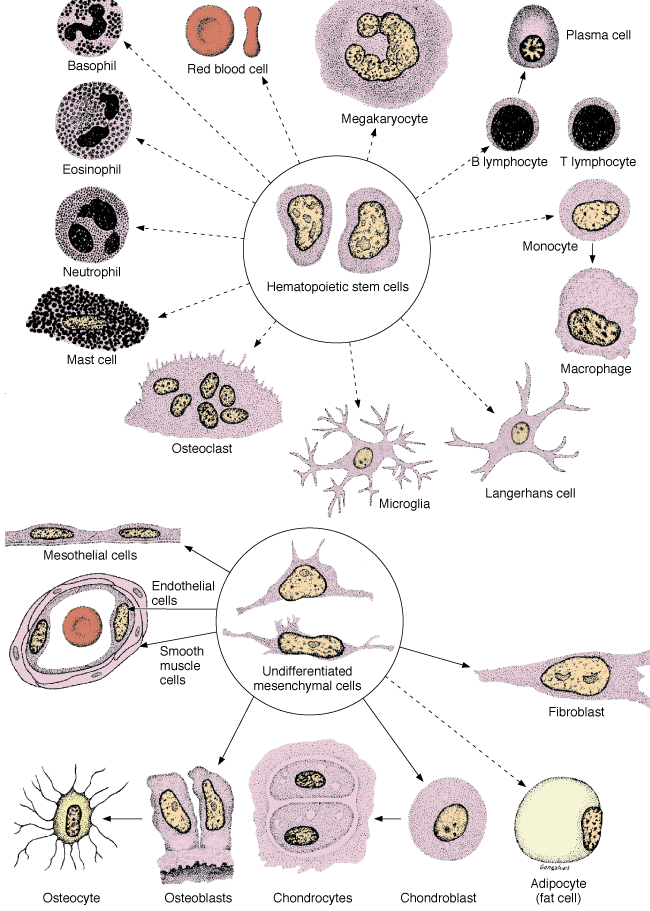 Basophil
Red blood cell
Megakaryocyte
Plasma cell
Eosinophil
B lymphocyte
T lymphocyte
Neutrophil
Hematopoietic stem cells
Monocyte
Mast cell
Macrophage
Osteoclast
Microglia
Langerhans cell
Mesothelial cells
Endothelial
cells
Smooth
muscle
cells
Undifferentiated
mesenchymal cells
Fibroblast
Gonçalves
Osteocyte
Osteoblasts
Chondrocytes
Chondroblast
Adipocyte
(fat cell)